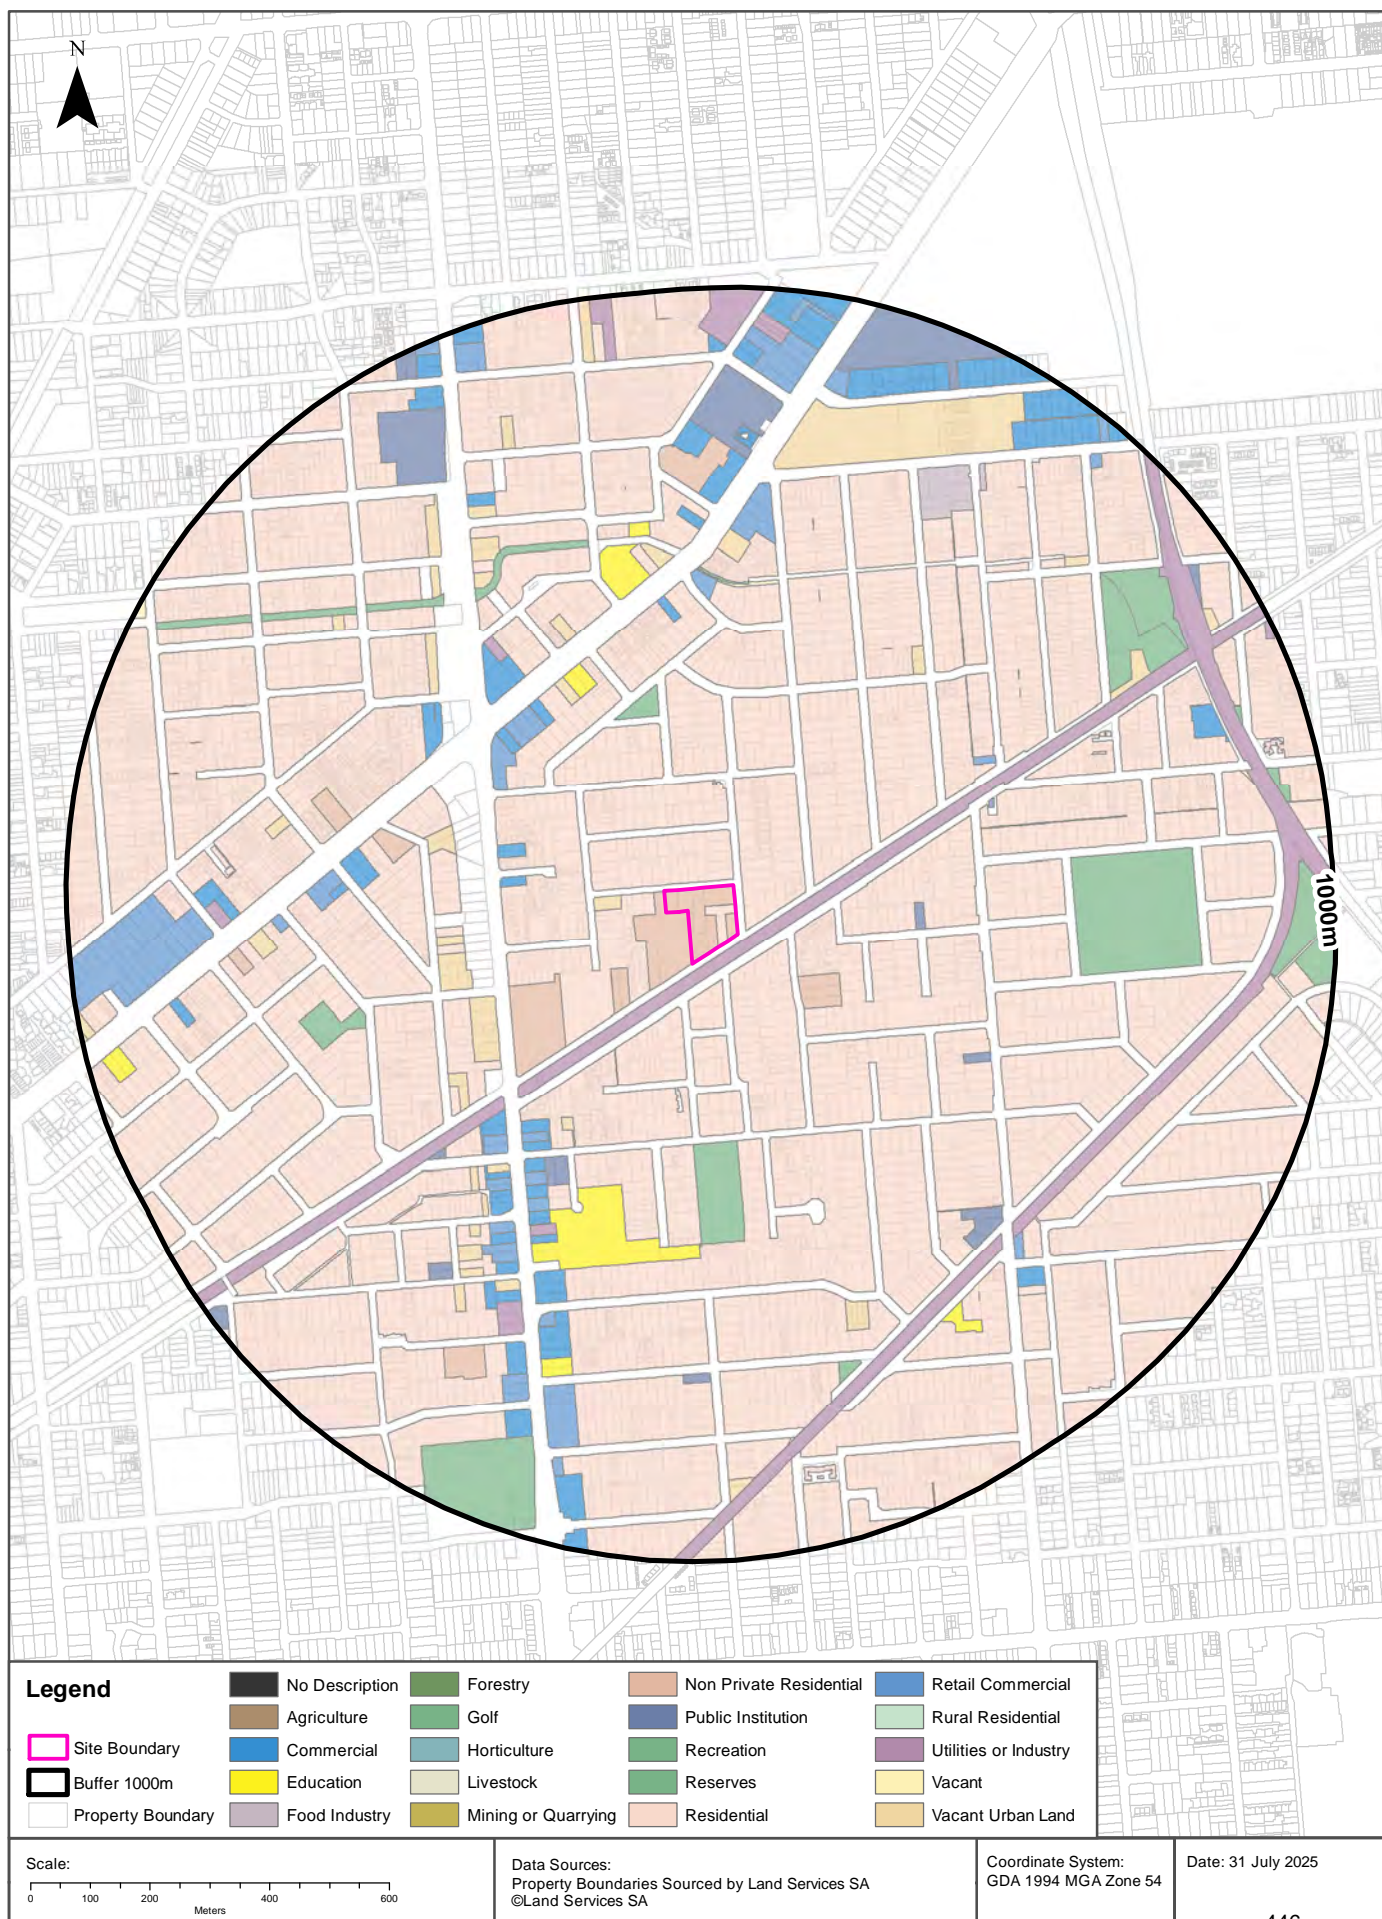 N
1000m
Legend
Site Boundary
Buffer 1000m
Property Boundary
No Description
Agriculture
Commercial
Education
Food Industry
Forestry
Golf
Horticulture
Livestock
Mining or Quarrying
Non Private Residential
Public Institution
Recreation
Reserves
Residential
Retail Commercial
Rural Residential
Utilities or Industry
Vacant
Vacant Urban Land
Scale:
0 100 200 400 600
Meters
Data Sources:
Property Boundaries Sourced by Land Services SA
©Land Services SA
Coordinate System:
GDA 1994 MGA Zone 54
Date: 31 July 2025